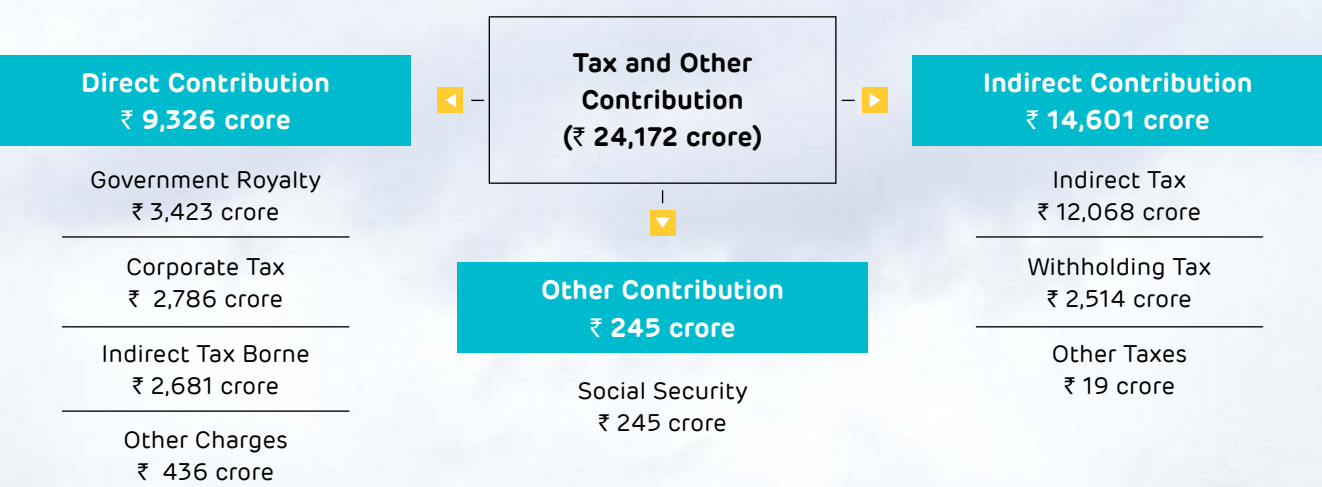 Tax and Other
Contribution
(₹ 24,172 crore)
Direct Contribution
₹ 9,326 crore
Government Royalty
₹ 3,423 crore
Corporate Tax
₹ 2,786 crore
Indirect Tax Borne
₹ 2,681 crore
Other Charges
₹ 436 crore
Other Contribution
₹ 245 crore
Social Security
₹ 245 crore
Indirect Contribution
₹ 14,601 crore
Indirect Tax
₹ 12,068 crore
Withholding Tax
₹ 2,514 crore
Other Taxes
₹ 19 crore